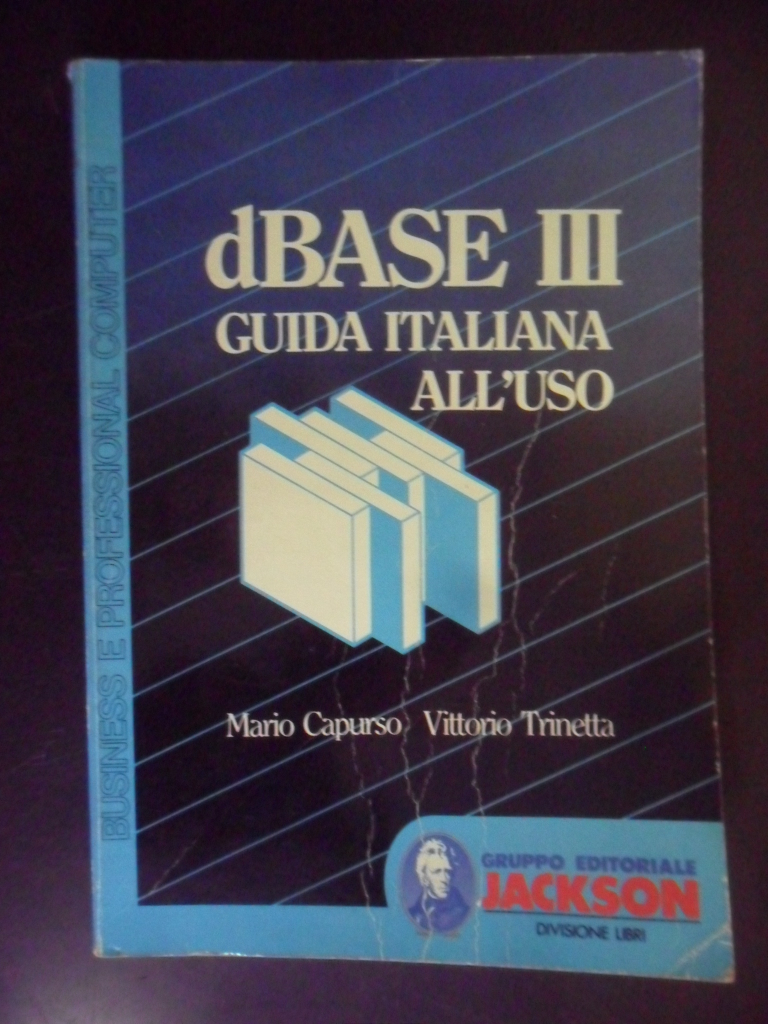 BUSINESS E PROFESSIONAL COMPUTER
dBASE III
GUIDA ITALIANA
ALL'USO
Mario Capurso Vittorio Trinetta
GRUPPO EDITORIALE
JACKSON
DIVISIONE LIBRI